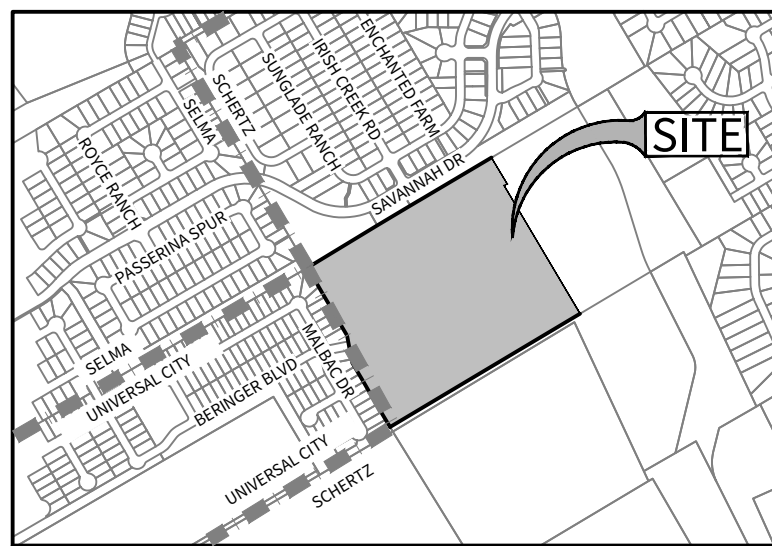 ENCHANTED FARM
IRISH CREEK RD
SUNGLADE RANCH
SCHERTZ
SELMA
ROYCE RANCH
SITE
SAVANNAH DR
PASSERINA SPUR
SELMA
UNIVERSAL CITY
MALBAC DR
BERINGER BLVD
UNIVERSAL CITY
SCHERTZ